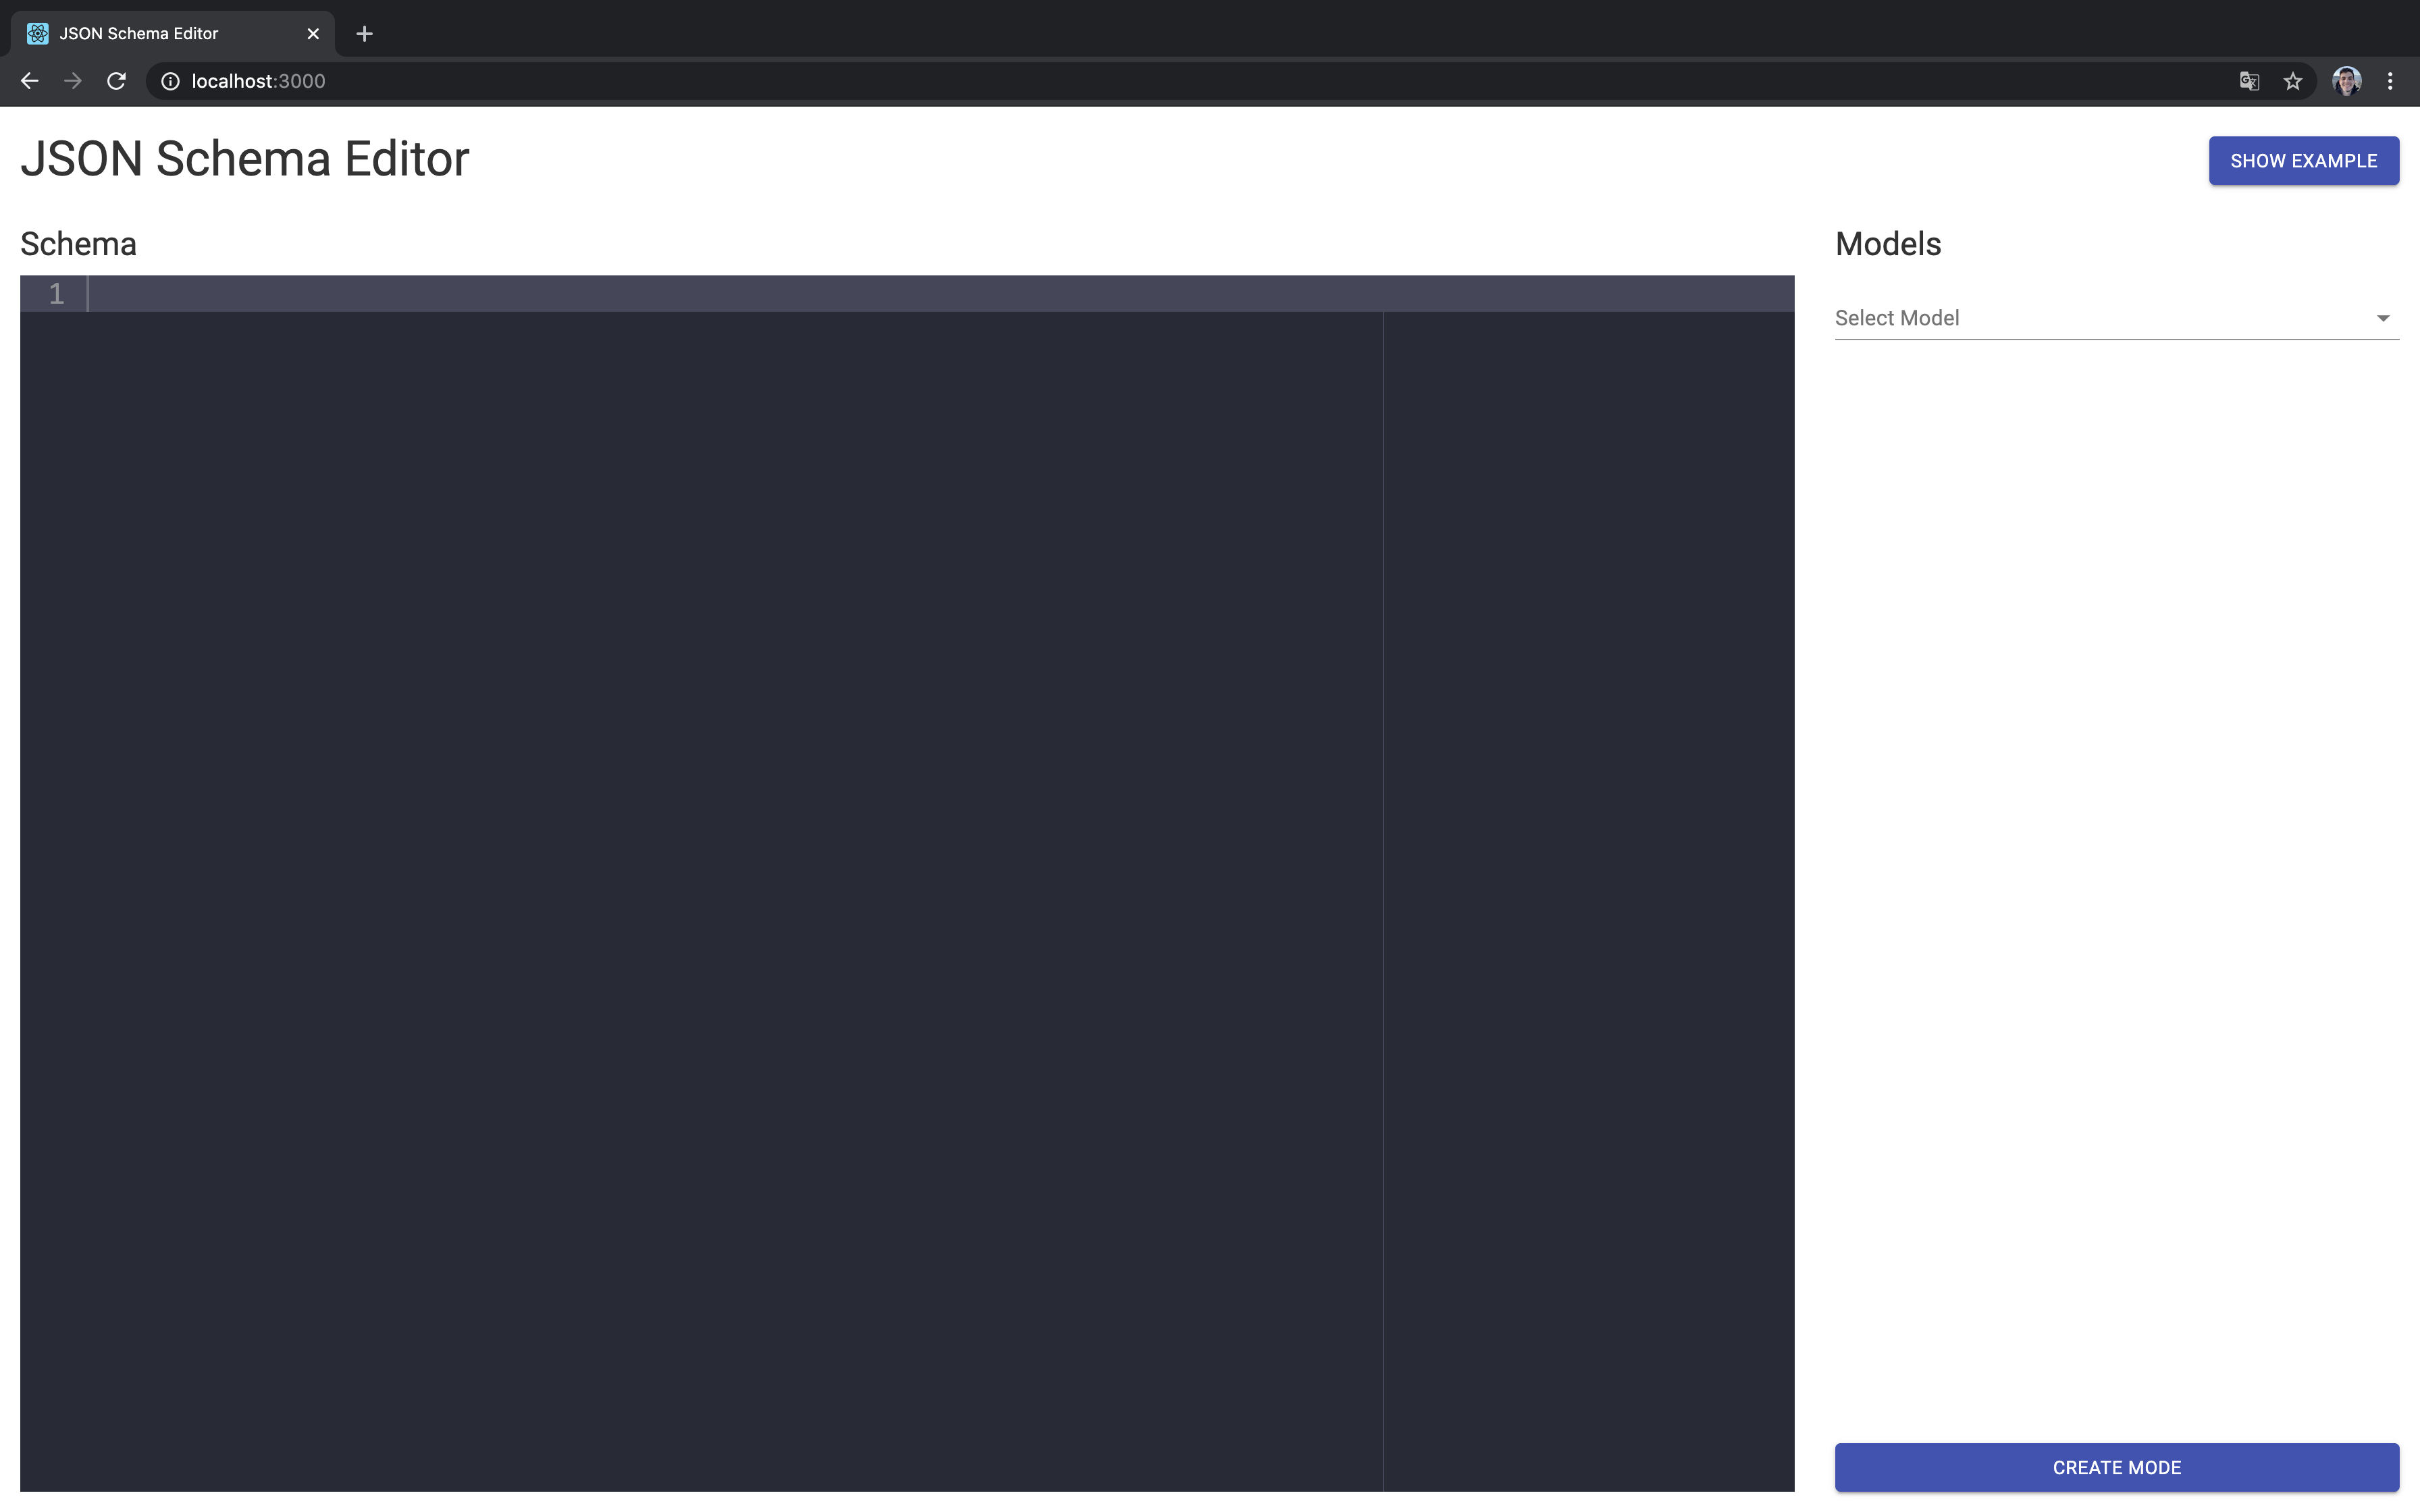 JSON Schema Editor
localhost:3000
JSON Schema Editor
SHOW EXAMPLE
Schema
Models
1
Select Model
CREATE MODE